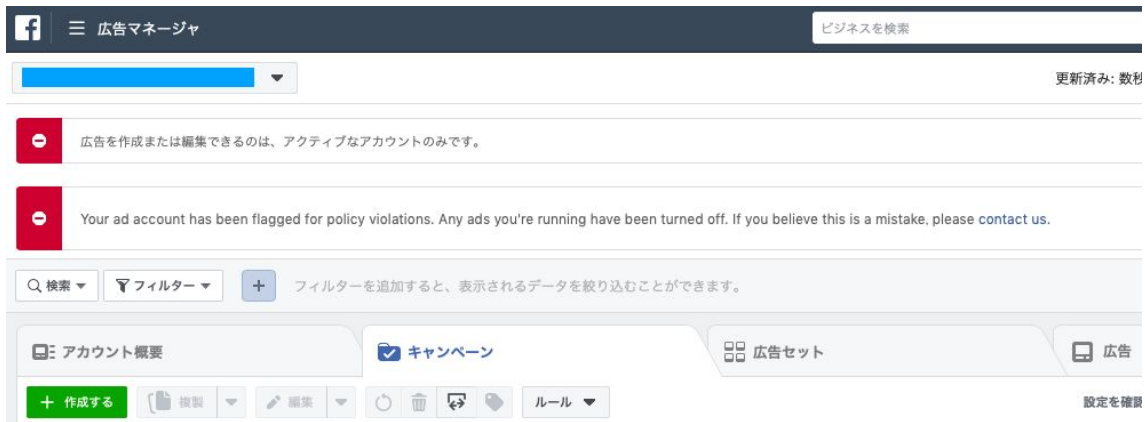 広告マネージャ
ビジネスを検索
更新済み: 数秒
広告を作成または編集できるのは、アクティブなアカウントのみです。
Your ad account has been flagged for policy violations. Any ads you're running have been turned off. If you believe this is a mistake, please contact us.
検索 フィルター + フィルターを追加すると、表示されるデータを絞り込むことができます。
アカウント概要 キャンペーン 広告セット 広告
+ 作成する 複製 編集 ルール 設定を確認